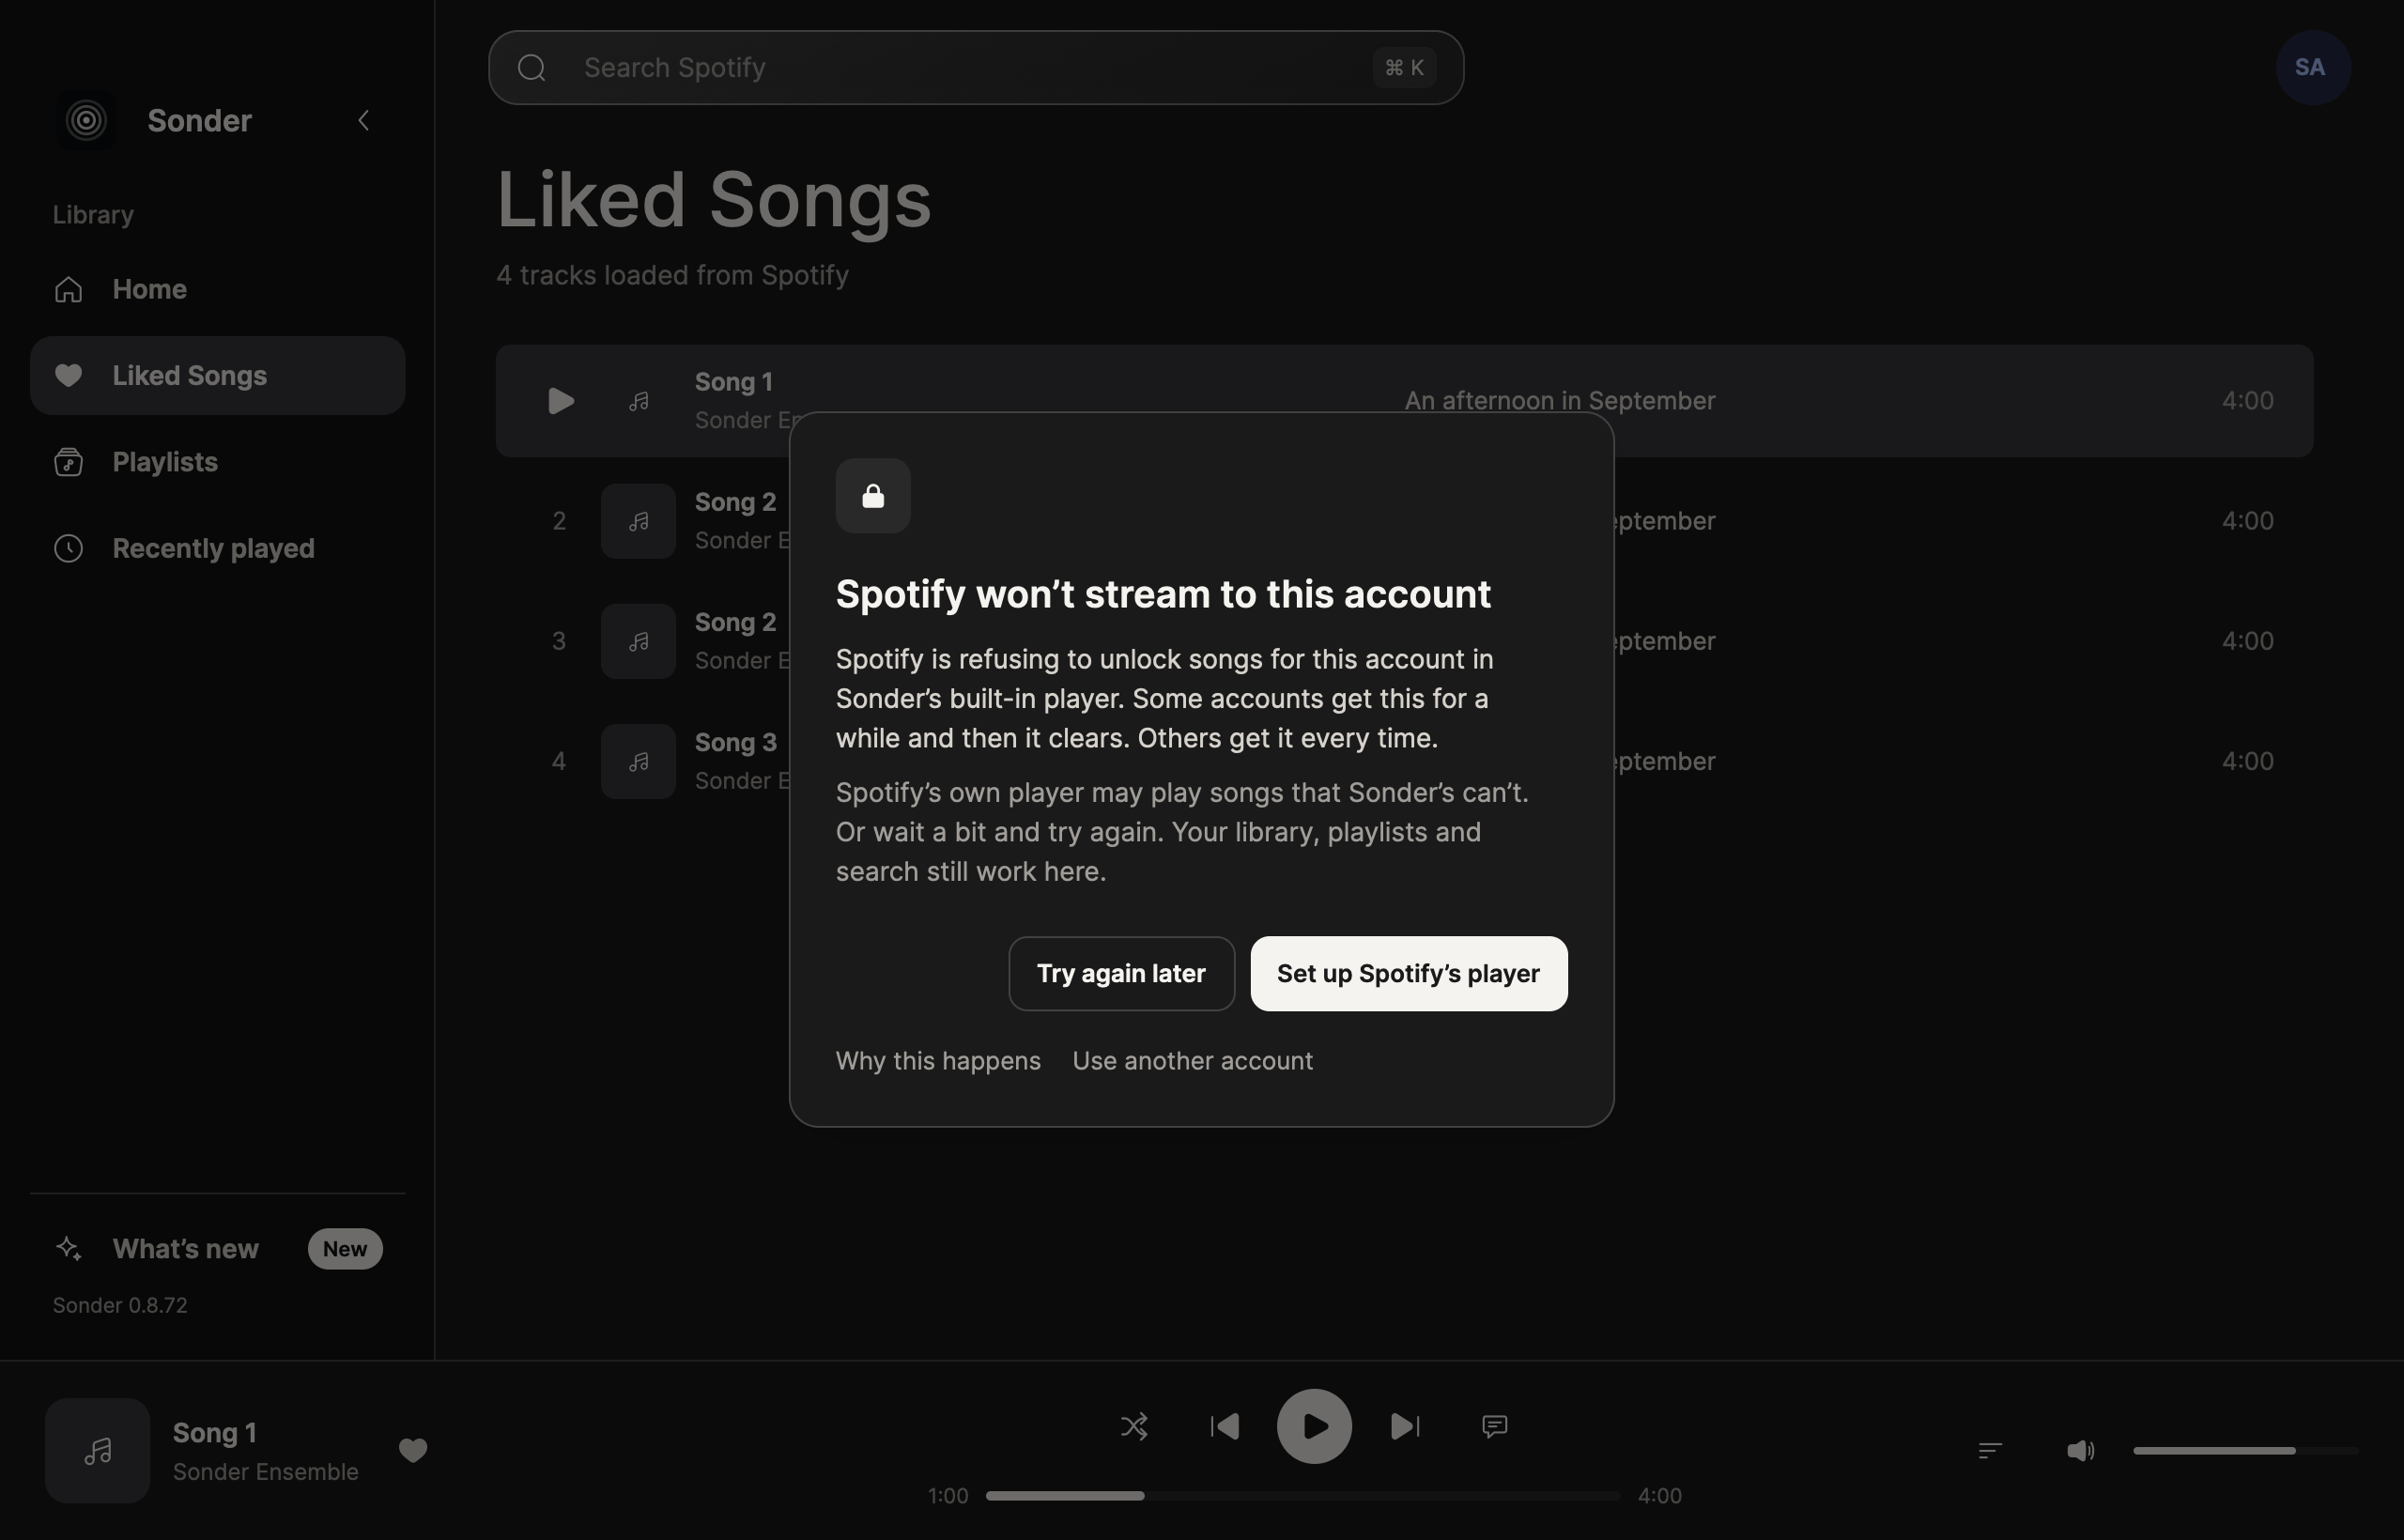 Search Spotify
⌘ K
SA
Sonder
Library
Home
Liked Songs
Playlists
Recently played
What's new
New
Sonder 0.8.72
Liked Songs
4 tracks loaded from Spotify
Song 1
Sonder
An afternoon in September
4:00
2
Song 2
Sonder
4:00
3
Song 2
Sonder
4:00
4
Song 3
Sonder
4:00
Spotify won’t stream to this account
Spotify is refusing to unlock songs for this account in
Sonder’s built-in player. Some accounts get this for a
while and then it clears. Others get it every time.
Spotify’s own player may play songs that Sonder’s can’t.
Or wait a bit and try again. Your library, playlists and
search still work here.
Try again later
Set up Spotify’s player
Why this happens
Use another account
Song 1
Sonder Ensemble
1:00
4:00